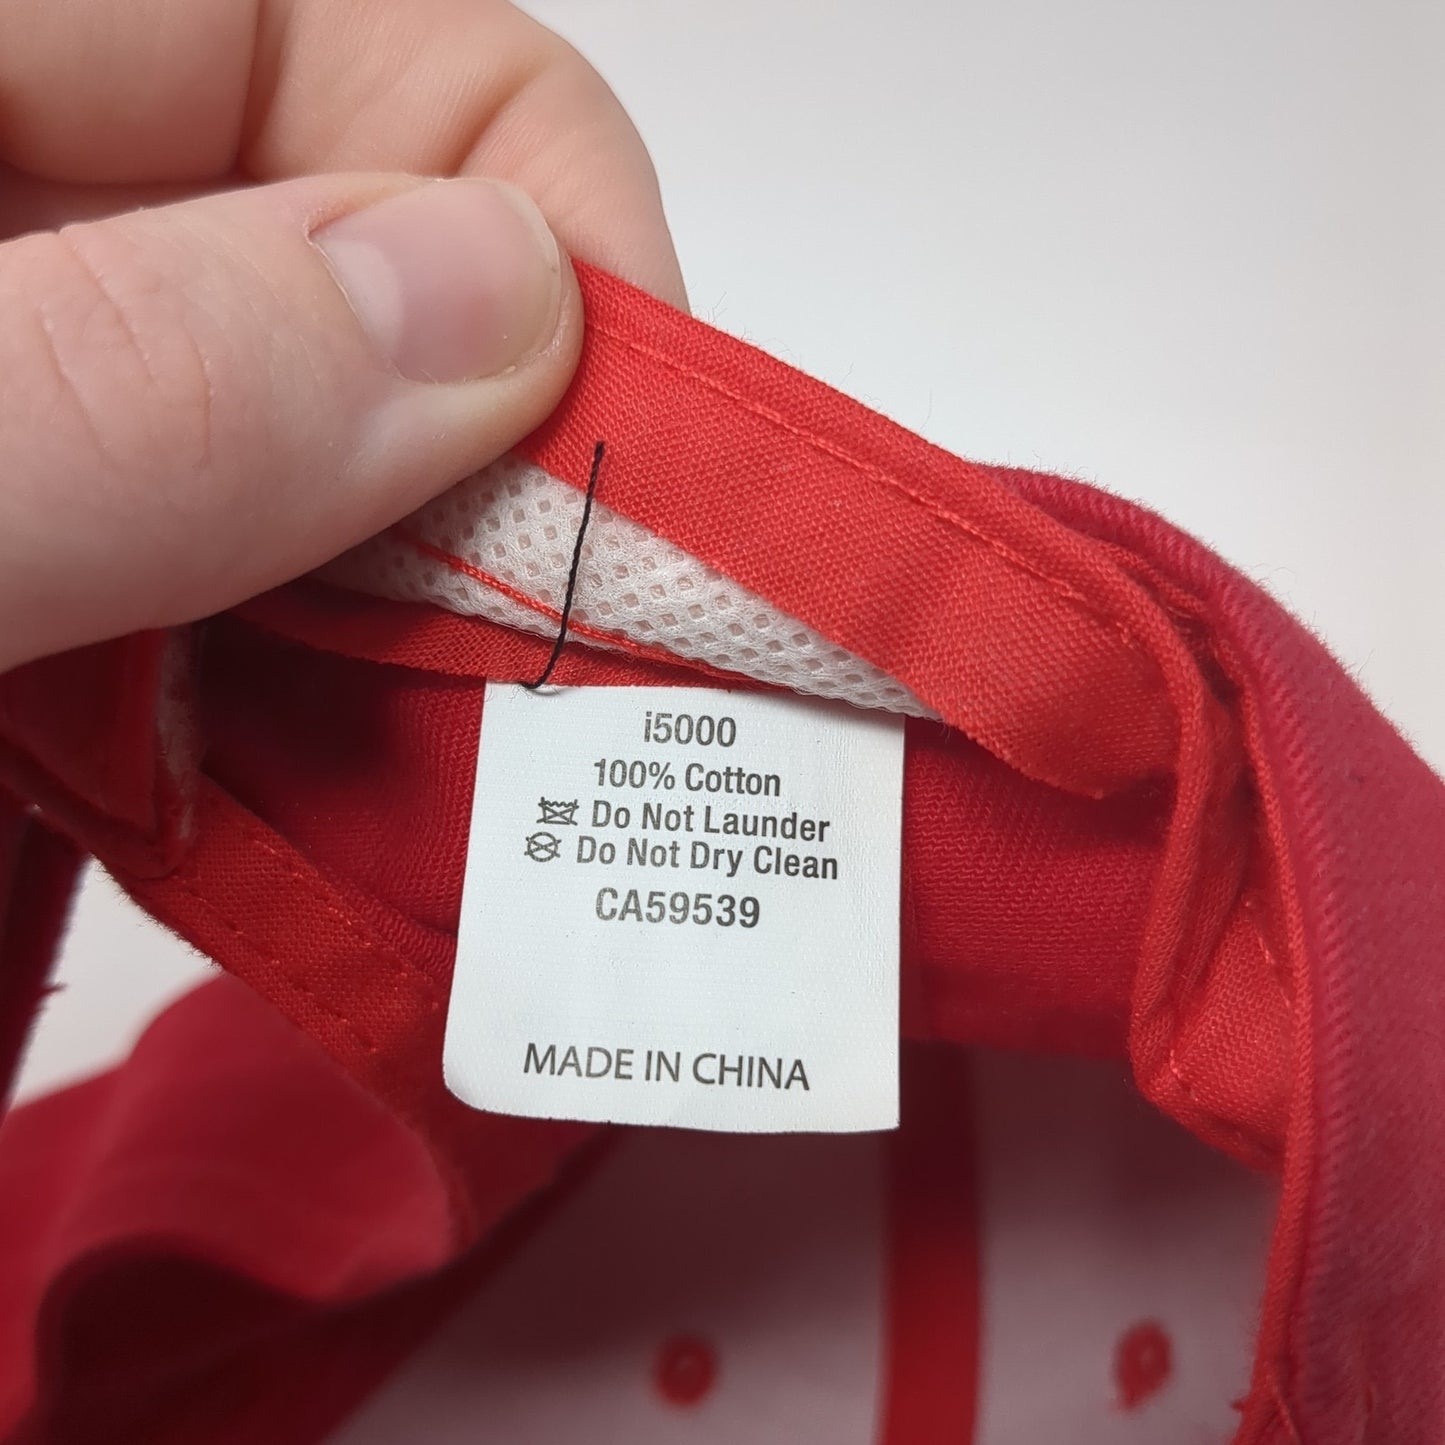 i5000
100% Cotton
Do Not Launder
Do Not Dry Clean
CA59539
MADE IN CHINA